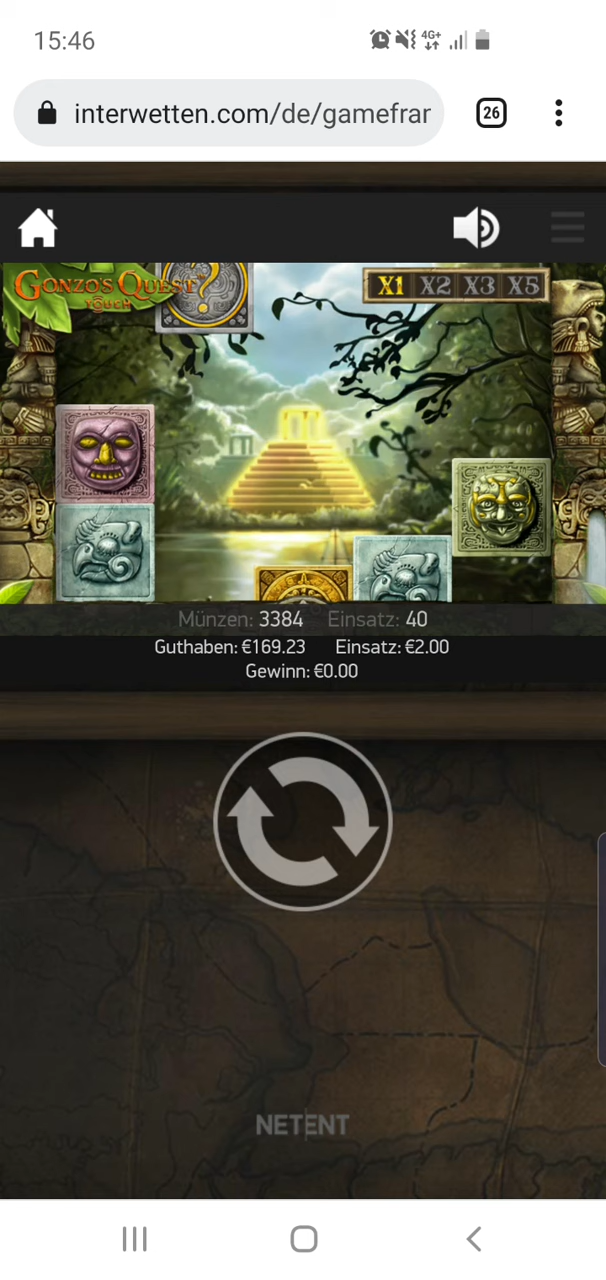 15:46
4G+
interwetten.com/de/gamefrar
26
GONZO'S QUEST™
TOUCH
X1 X2 X3 X5
Münzen: 3384 Einsatz: 40
Guthaben: €169.23 Einsatz: €2.00
Gewinn: €0.00
NETENT